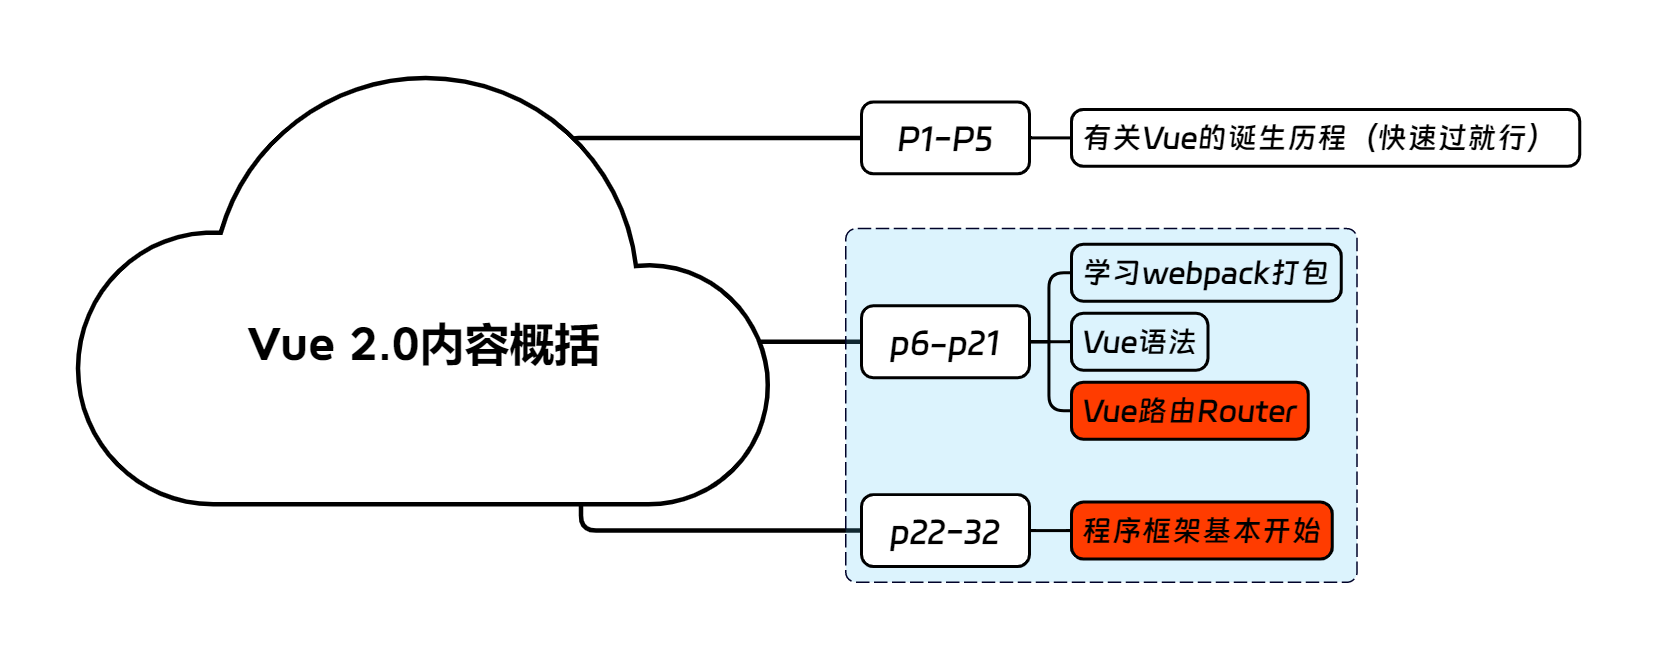 Vue 2.0内容概括
P1-P5
有关Vue的诞生历程（快速过就行）
p6-p21
学习webpack打包
Vue语法
Vue路由Router
p22-32
程序框架基本开始